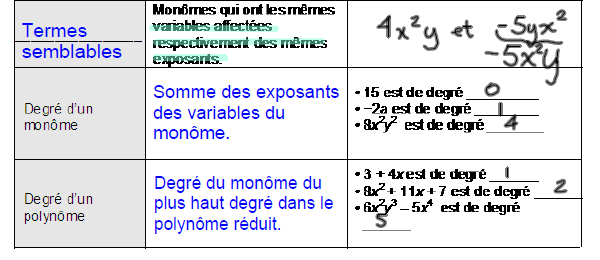 Termes
semblables
Monômes qui ont les mêmes
variables affectées
respectivement des mêmes
exposants.
4x²y et -5yx²
-5x²y
Degré d'un
monôme
Somme des exposants
des variables du
monôme.
• 15 est de degré 0
• –2a est de degré 1
• 8x²y² est de degré 4
Degré d'un
polynôme
Degré du monôme du
plus haut degré dans le
polynôme réduit.
• 3 + 4x est de degré 1
• 8x² + 11x + 7 est de degré 2
• 6x²y³ – 5x⁴ est de degré
5